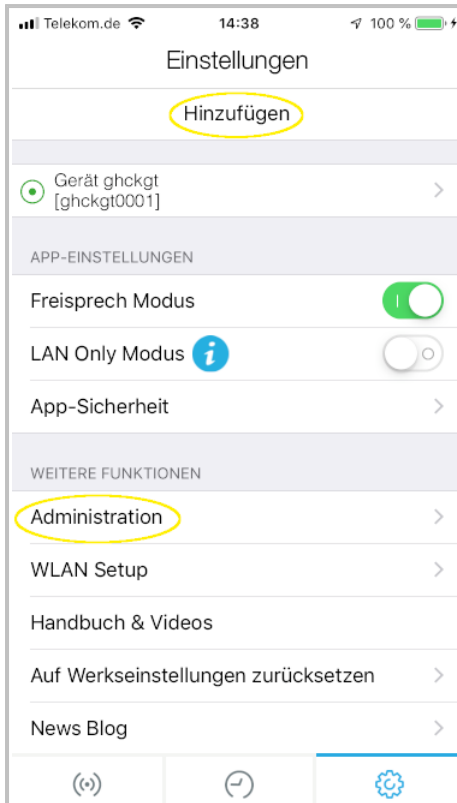 Telekom.de 14:38 100 %
Einstellungen
Hinzufügen
Gerät ghckgt
[ghckgt0001]
APP-EINSTELLUNGEN
Freisprech Modus
LAN Only Modus i
App-Sicherheit
WEITERE FUNKTIONEN
Administration
WLAN Setup
Handbuch & Videos
Auf Werkseinstellungen zurücksetzen
News Blog